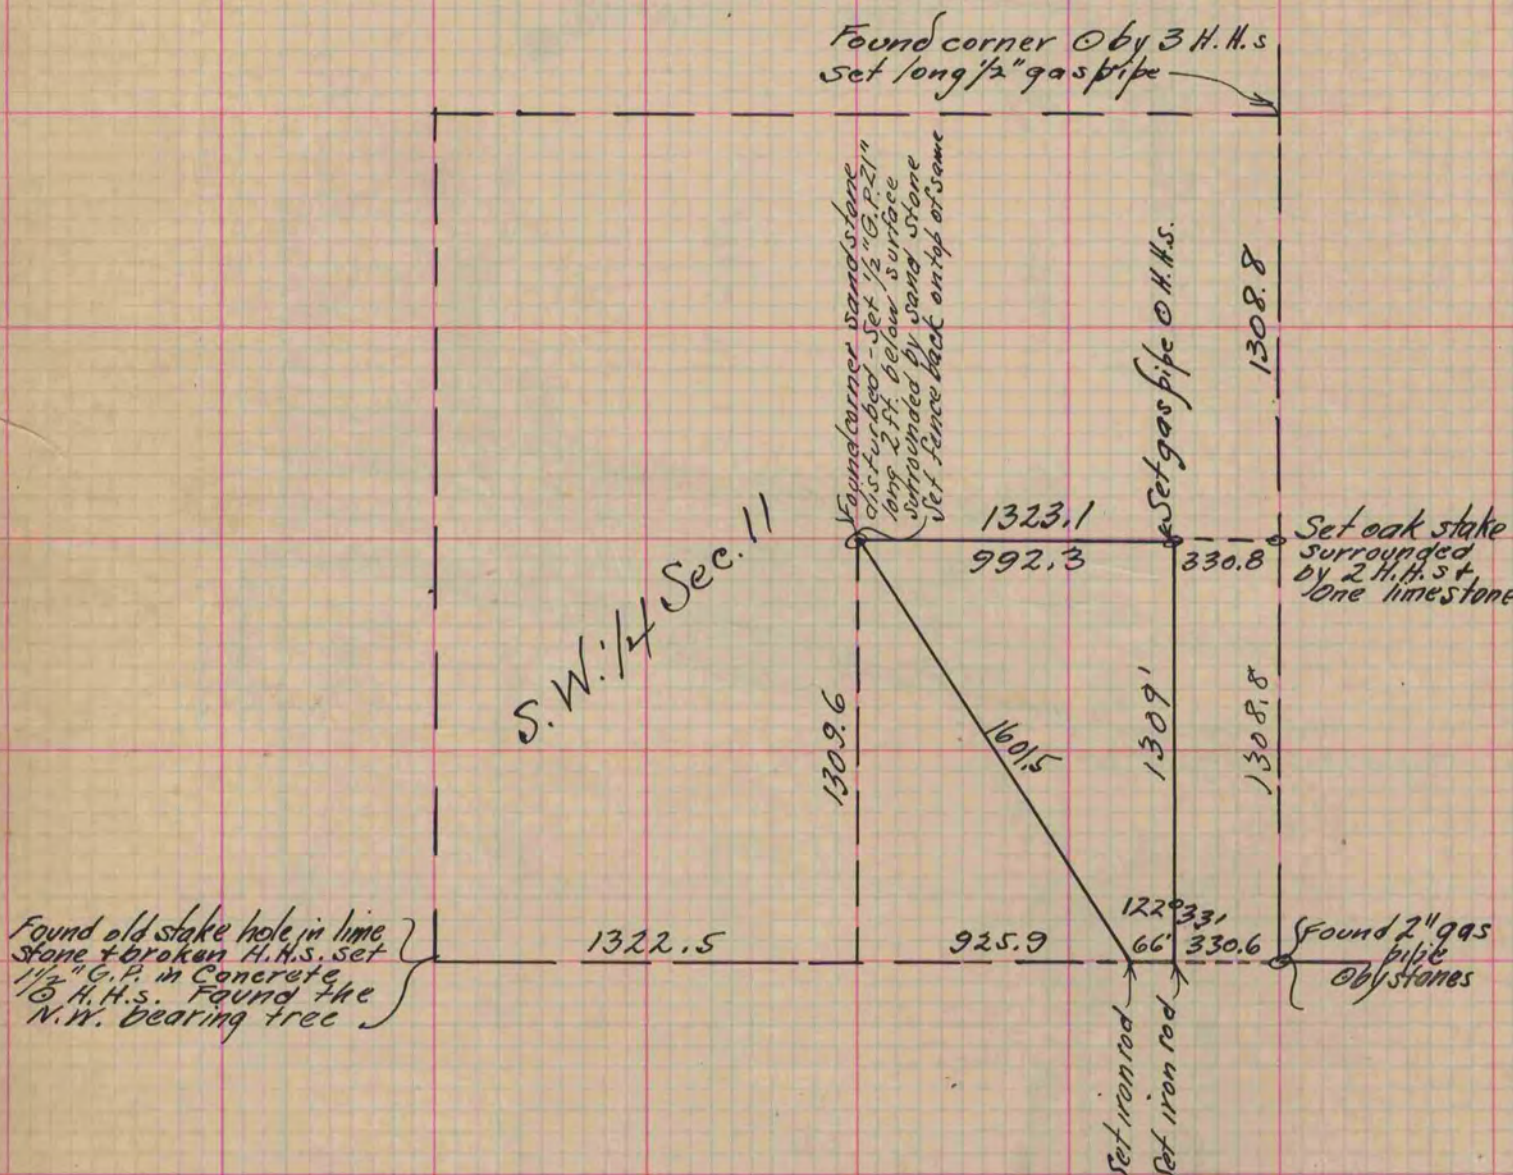 Found corner ⊙ by 3 H.H.s
set long 1/2" gas pipe
Found corner sandstone
disturbed - Set 1/2" G.P. 21"
long 2 ft. below surface
surrounded by sand stone
Set fence back on top of same
Set gas pipe ⊙ H.H.s.
1308.8
S. W. 1/4 Sec. 11
1323.1
992.3
330.8
Set oak stake
surrounded
by 2 H.H.s +
one limestone
1309.6
1601.5
1309'
1308.8
Found old stake hole in lime
stone + broken H.H.s. set
1 1/2" G.P. in Concrete
⊙ H.H.s. Found the
N.W. bearing tree
1322.5
925.9
122° 33'
66'
330.6
Found 2" gas
pipe
⊙ by stones
Set iron rod
Set iron rod